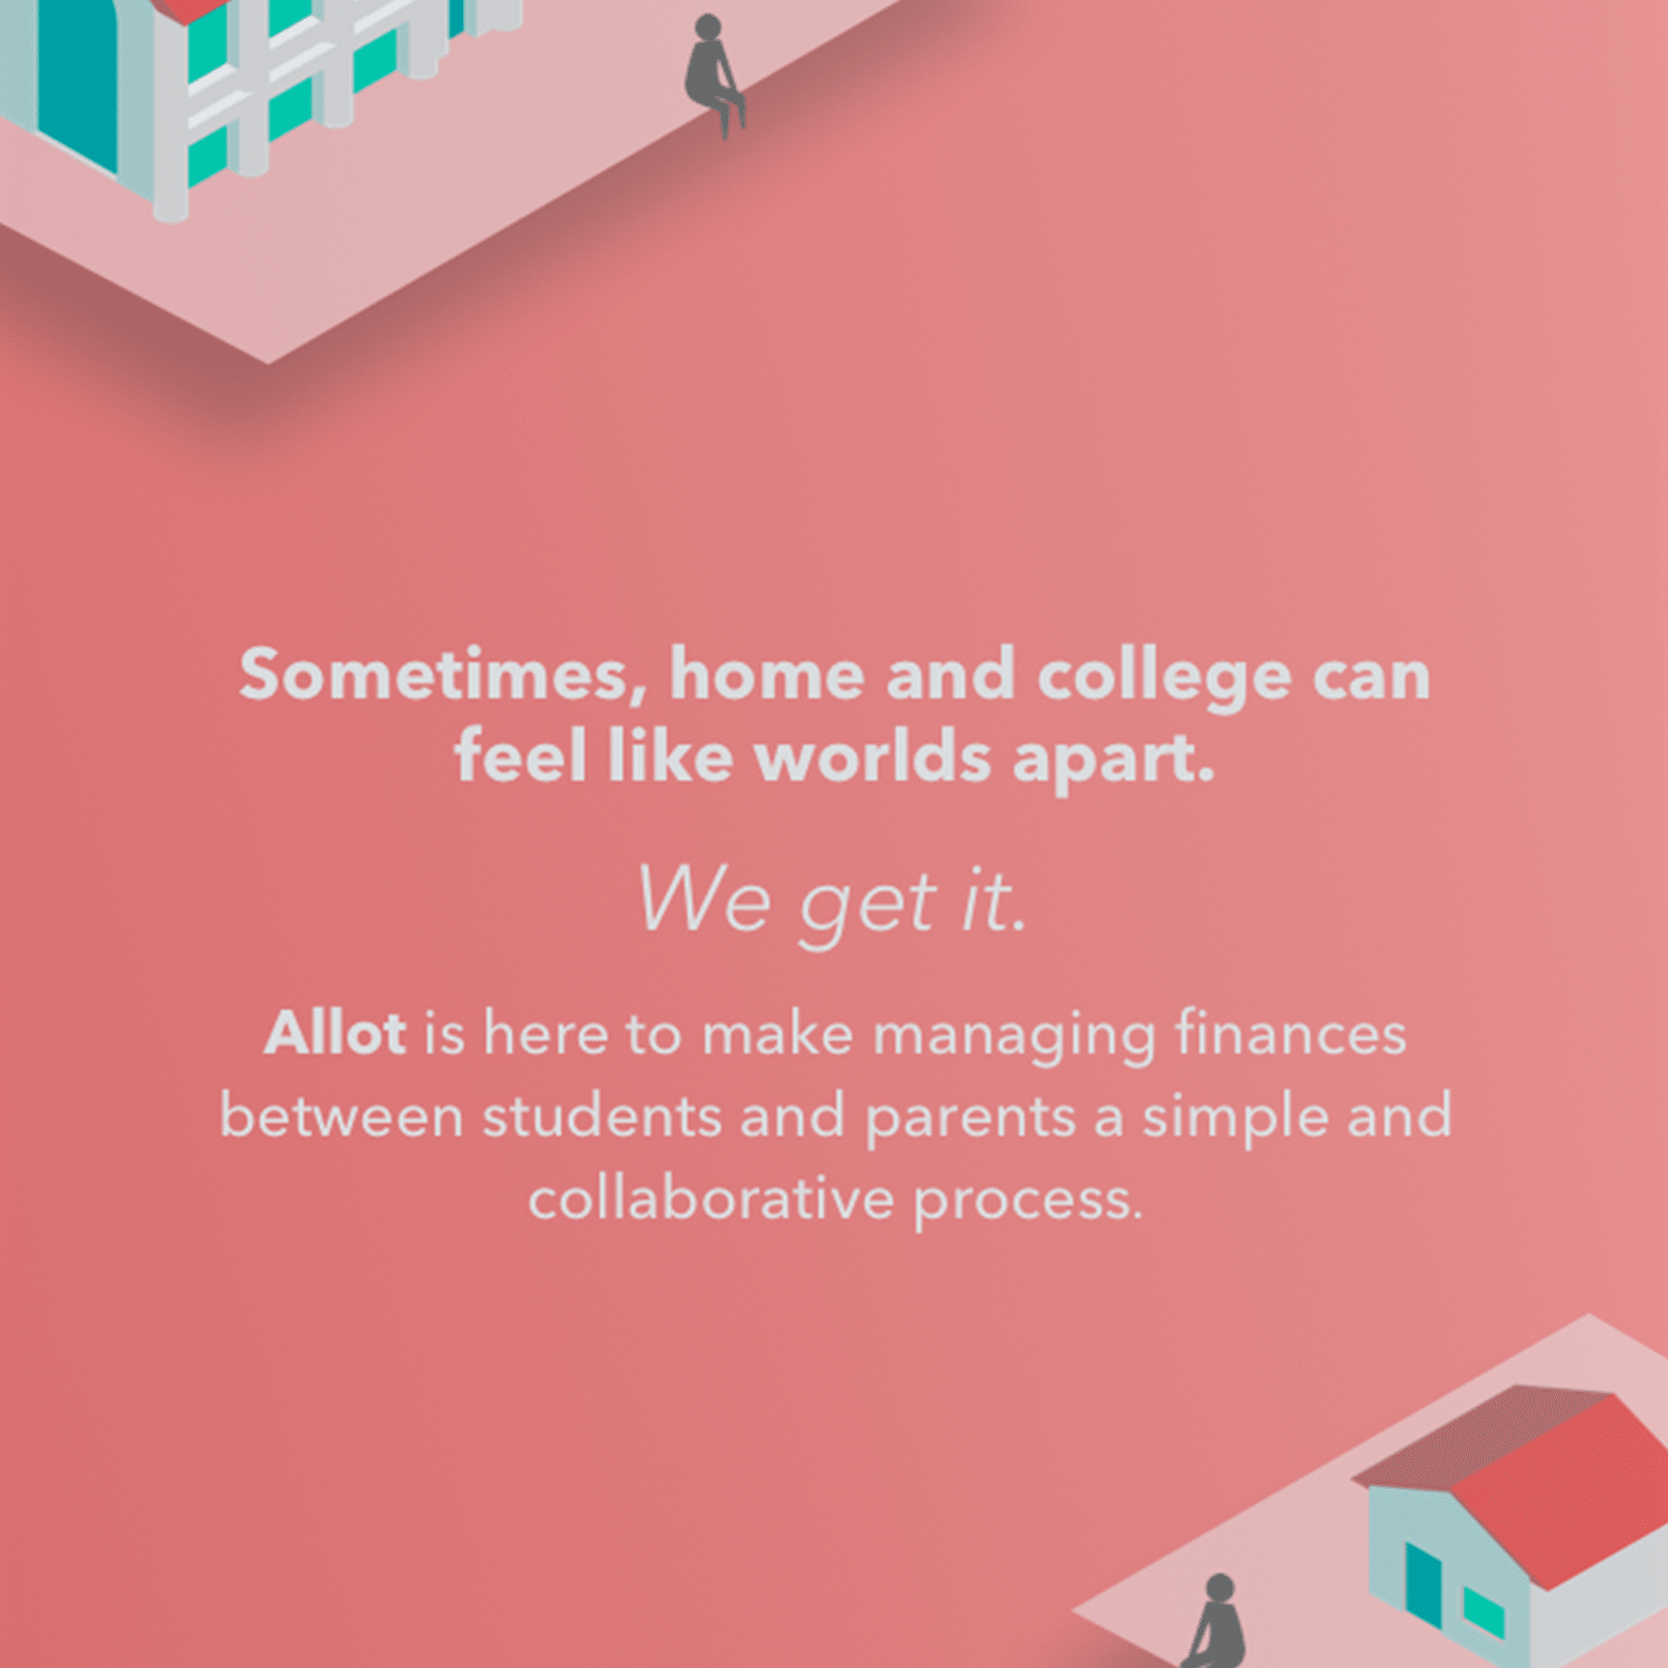 Sometimes, home and college can
feel like worlds apart.
We get it.
Allot is here to make managing finances
between students and parents a simple and
collaborative process.